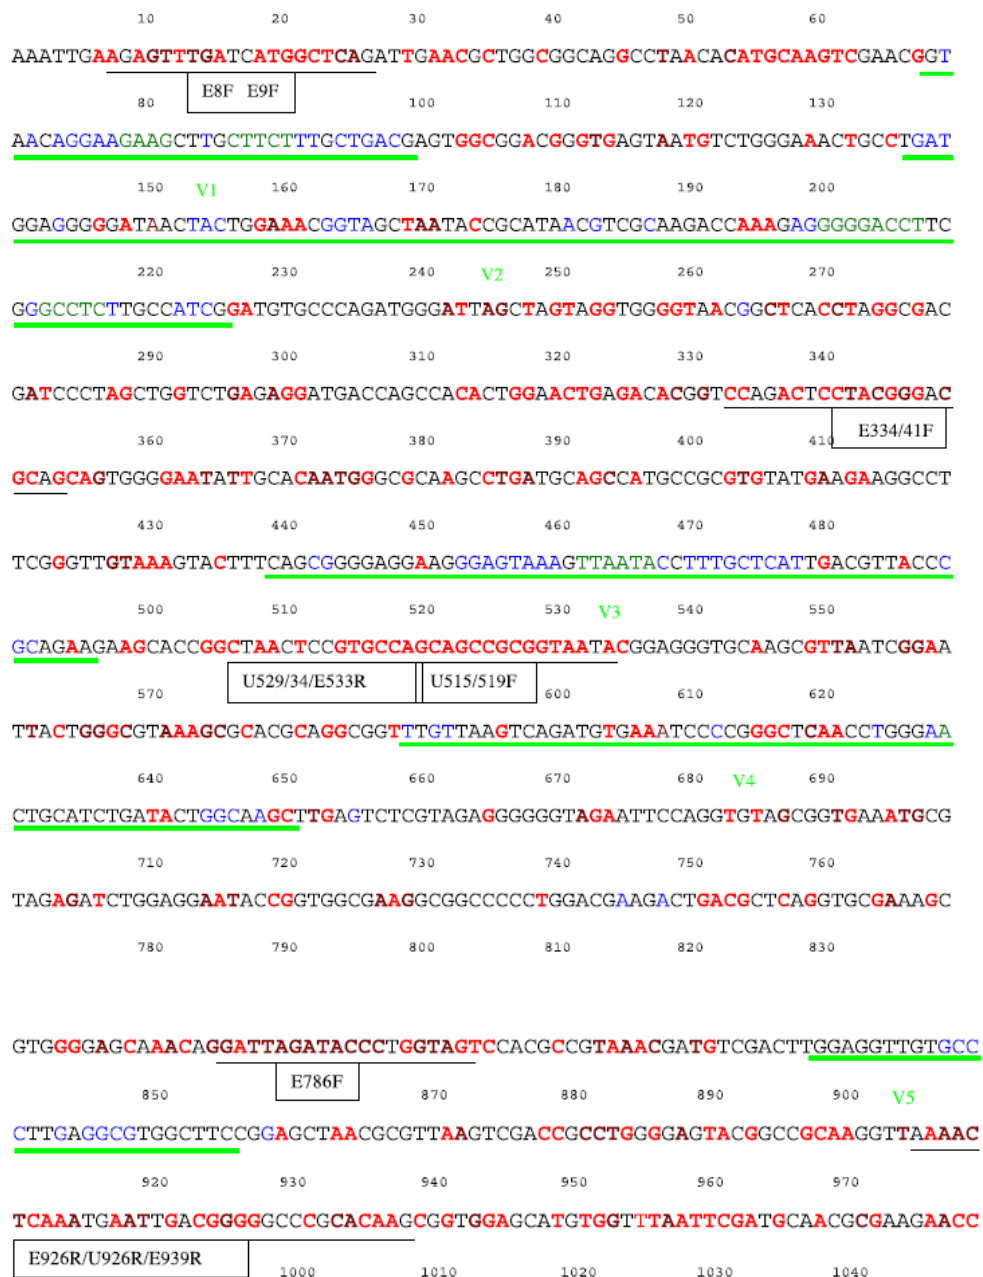 10 20 30 40 50 60
AAATTGAAGAGTTTGATCATGGCTCAGATTGAACGCTGGCGGCAGGCCTAACACATGCAAGTCGAACGGT
E8F E9F
80 100 110 120 130
AACAGGAAGAAGCTTGCTTCTTTGCTGACGAGTGGCGGACGGGTGAGTAATGTCTGGGAAACTGCCTGAT
150 V1 160 170 180 190 200
GGAGGGGGATAACTACTGGAAACGGTAGCTAATACCGCATAACGTCGCAAGACCAAAGAGGGGGACCTTC
220 230 240 V2 250 260 270
GGGCCTCTTGCCATCGGATGTGCCCAGATGGGATTAGCTAGTAGGTGGGGTAACGGCTCACCTAGGCGAC
290 300 310 320 330 340
GATCCCTAGCTGGTCTGAGAGGATGACCAGCCACACTGGAACTGAGACACGGTCCAGACTCCTACGGGAC
E334/41F
360 370 380 390 400 410
GCAGCAGTGGGGAATATTGCACAATGGGCGCAAGCCTGATGCAGCCATGCCGCGTGTATGAAGAAGGCCT
430 440 450 460 470 480
TCGGGTTGTAAAGTACTTTCAGCGGGGAGGAAGGGAGTAAAGTTAATACCTTTGCTCATTGACGTTACCC
500 510 520 530 V3 540 550
GCAGAAGAAGCACCGGCTAACTCCGTGCCAGCAGCCGCGGTAATACGGAGGGTGCAAGCGTTAATCGGAA
U529/34/E533R U515/519F
570 600 610 620
TTACTGGGCGTAAAGCGCACGCAGGCGGTTTGTTAAGTCAGATGTGAAATCCCCGGGCTCAACCTGGGAA
640 650 660 670 680 V4 690
CTGCATCTGATACTGGCAAGCTTGAGTCTCGTAGAGGGGGGTAGAATTCCAGGTGTAGCGGTGAAATGCG
710 720 730 740 750 760
TAGAGATCTGGAGGAATACCGGTGGCGAAGGCGGCCCCCTGGACGAAGACTGACGCTCAGGTGCGAAAGC
780 790 800 810 820 830
GTGGGGAGCAAACAGGATTAGATACCCTGGTAGTCCACGCCGTAAACGATGTCGACTTGGAGGTTGTGCC
E786F
850 870 880 890 900 V5
CTTGAGGCGTGGCTTCCGGAGCTAACGCGTTAAGTCGACCGCCTGGGGAGTACGGCCGCAAGGTTAAAAC
920 930 940 950 960 970
TCAAATGAATTGACGGGGGCCCGCACAAGCGGTGGAGCATGTGGTTTAATTCGATGCAACGCGAAGAACC
E926R/U926R/E939R
1000 1010 1020 1030 1040